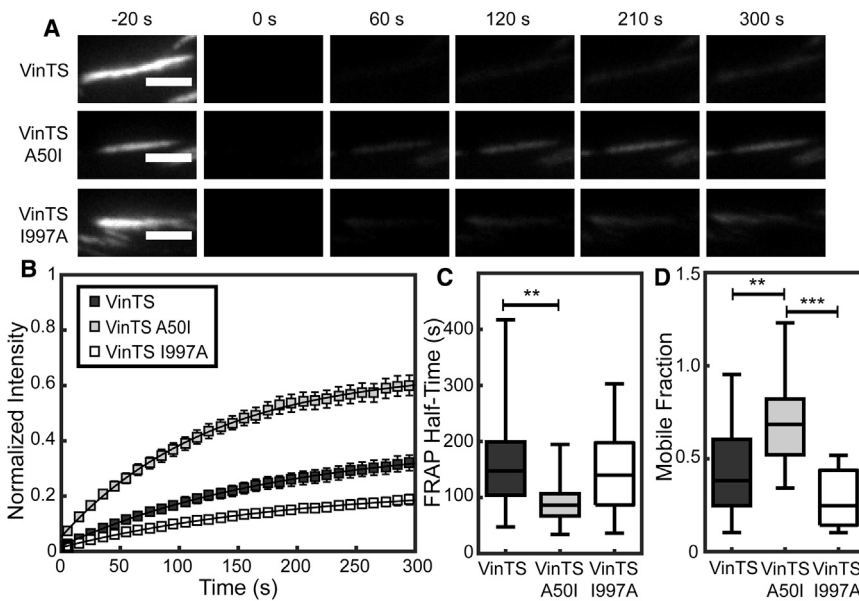 A
-20 s 0 s 60 s 120 s 210 s 300 s
VinTS
VinTS
A50I
VinTS
I997A
B
1
0.8
0.6
0.4
0.2
0
Normalized Intensity
VinTS
VinTS A50I
VinTS I997A
0 50 100 150 200 250 300
Time (s)
C
**
400
300
200
100
0
FRAP Half-Time (s)
VinTS VinTS VinTS
A50I I997A
D
** ***
1.5
1.0
0.5
0
Mobile Fraction
VinTS VinTS VinTS
A50I I997A